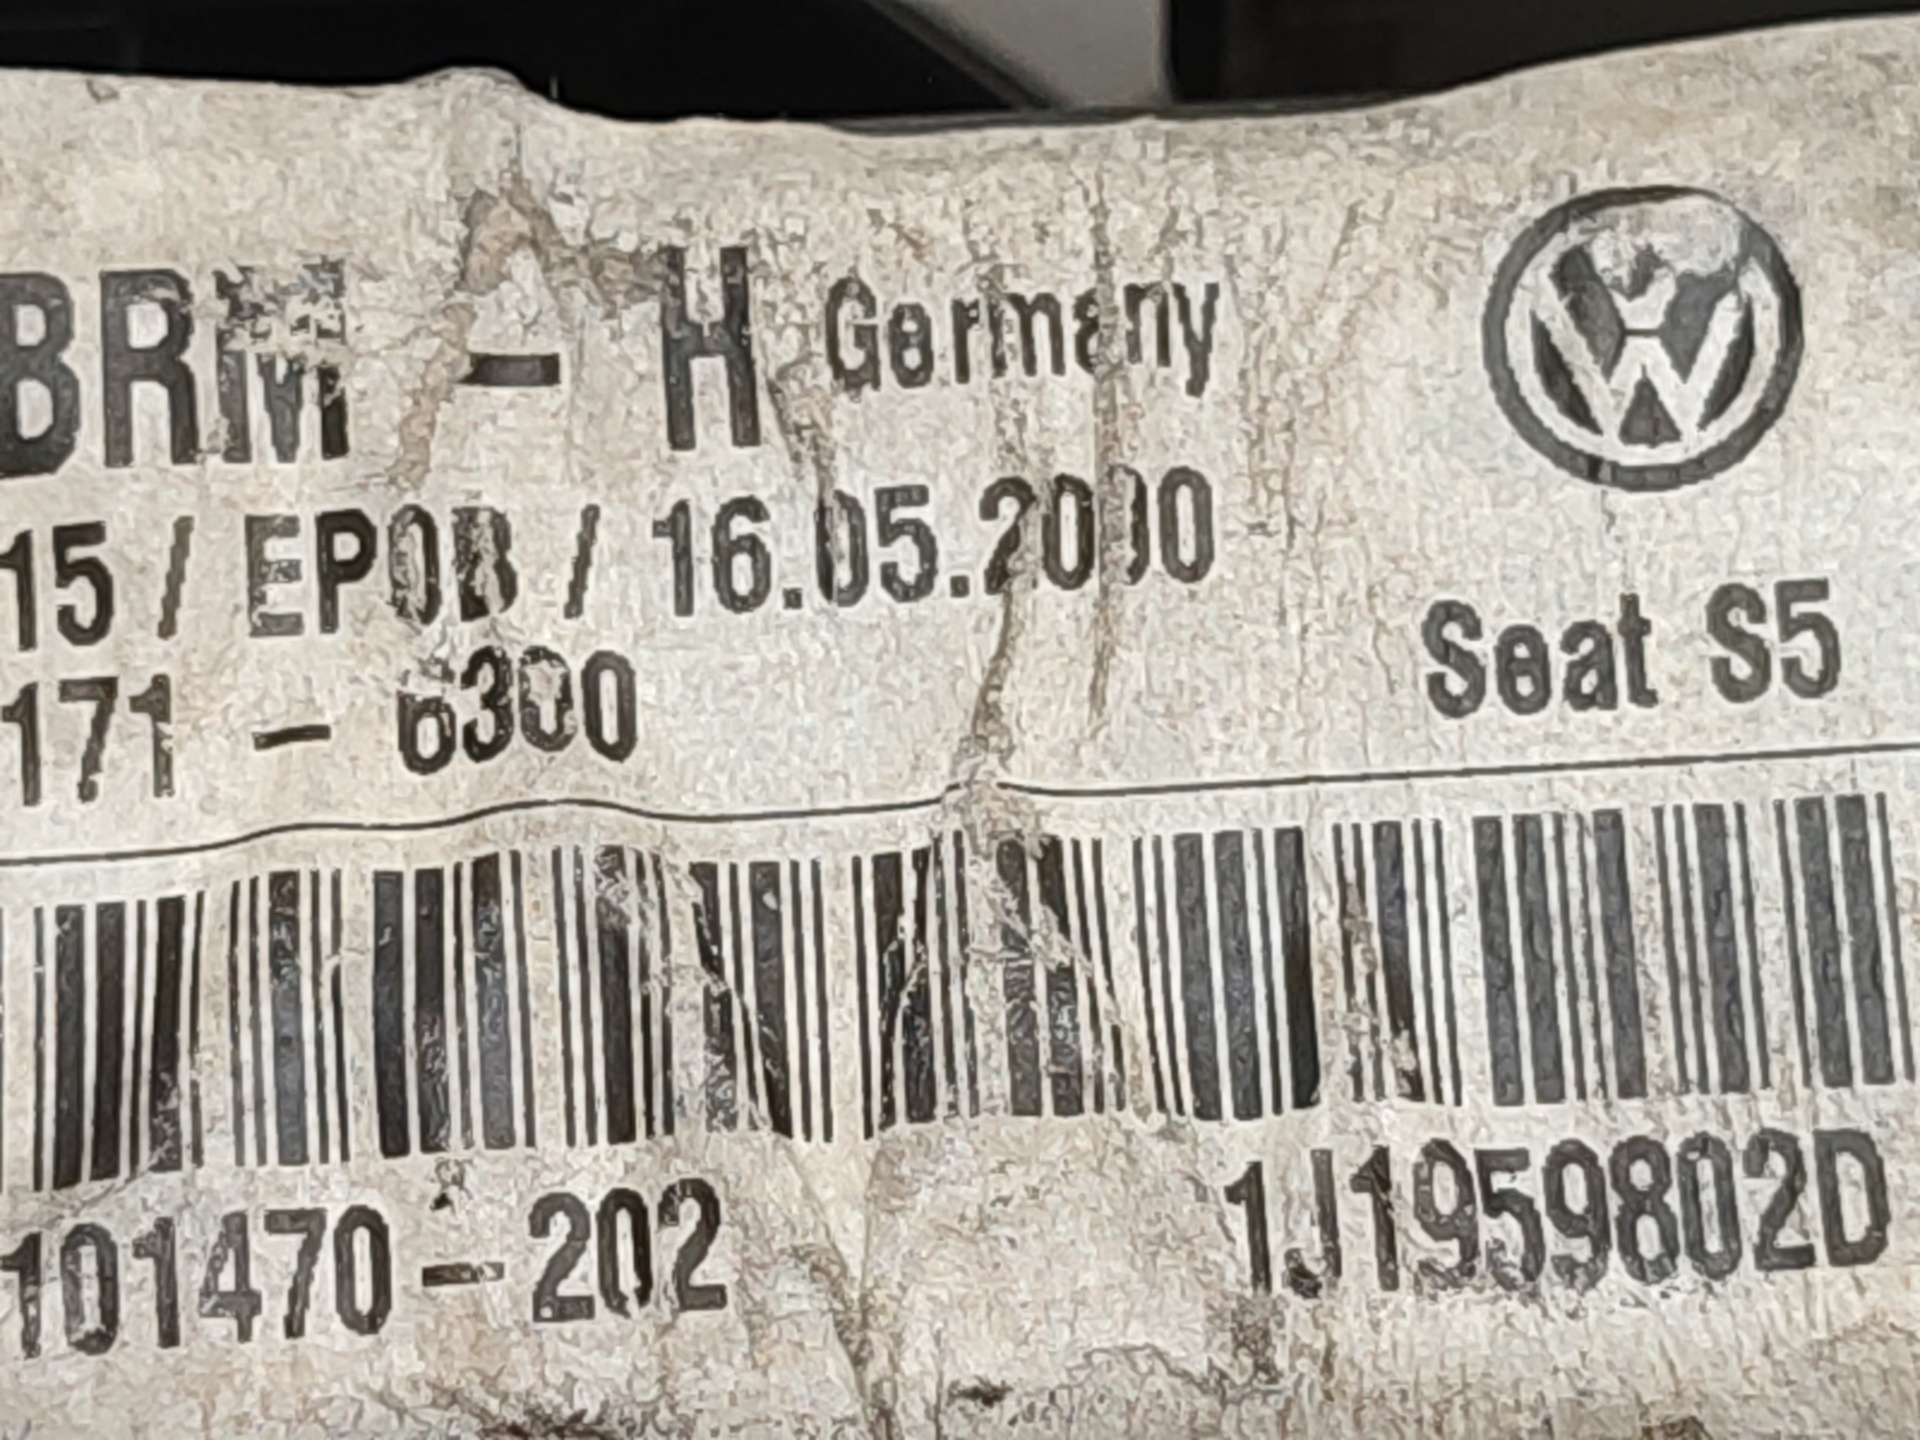 BRM - H Germany
15 / EP0B / 16.05.2000
171 - 6300
Seat S5
101470-202
1J1959802D